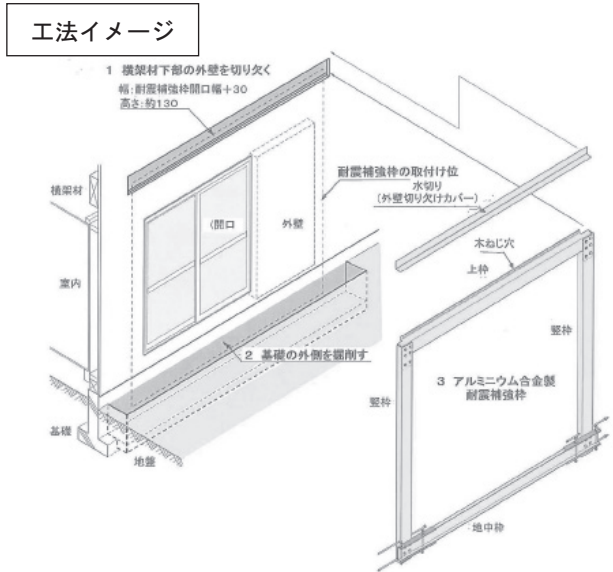 工法イメージ
1 横架材下部の外壁を切り欠く
幅:耐震補強枠開口幅+30
高さ:約130
耐震補強枠の取付け位
水切り
(外壁切り欠けカバー)
横架材
(開口
外壁
木ねじ穴
上枠
室内
竪枠
2 基礎の外側を掘削す
3 アルミニウム合金製
耐震補強枠
竪枠
基礎
地盤
地中枠